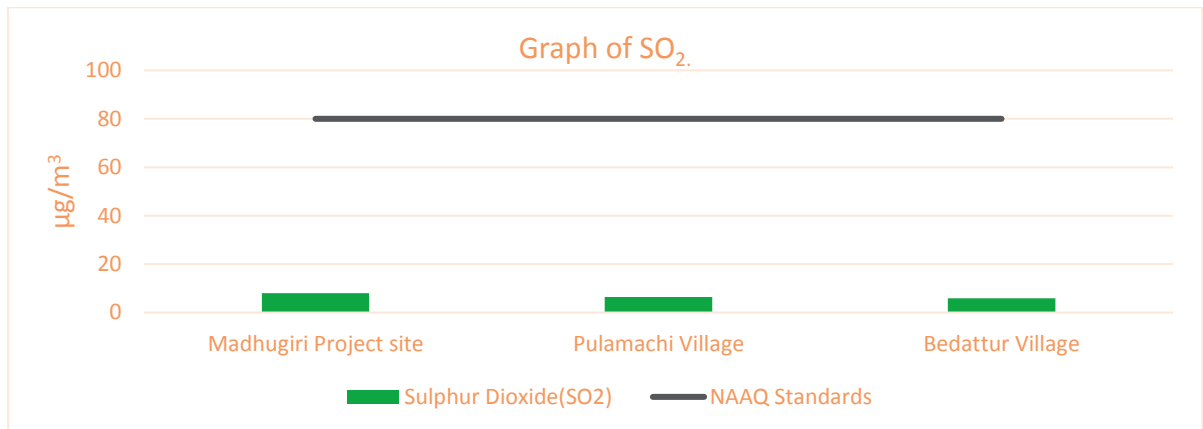 Graph of SO₂.
100
80
60
40
20
0
µg/m³
Madhugiri Project site
Pulamachi Village
Bedattur Village
Sulphur Dioxide(SO2)
NAAQ Standards